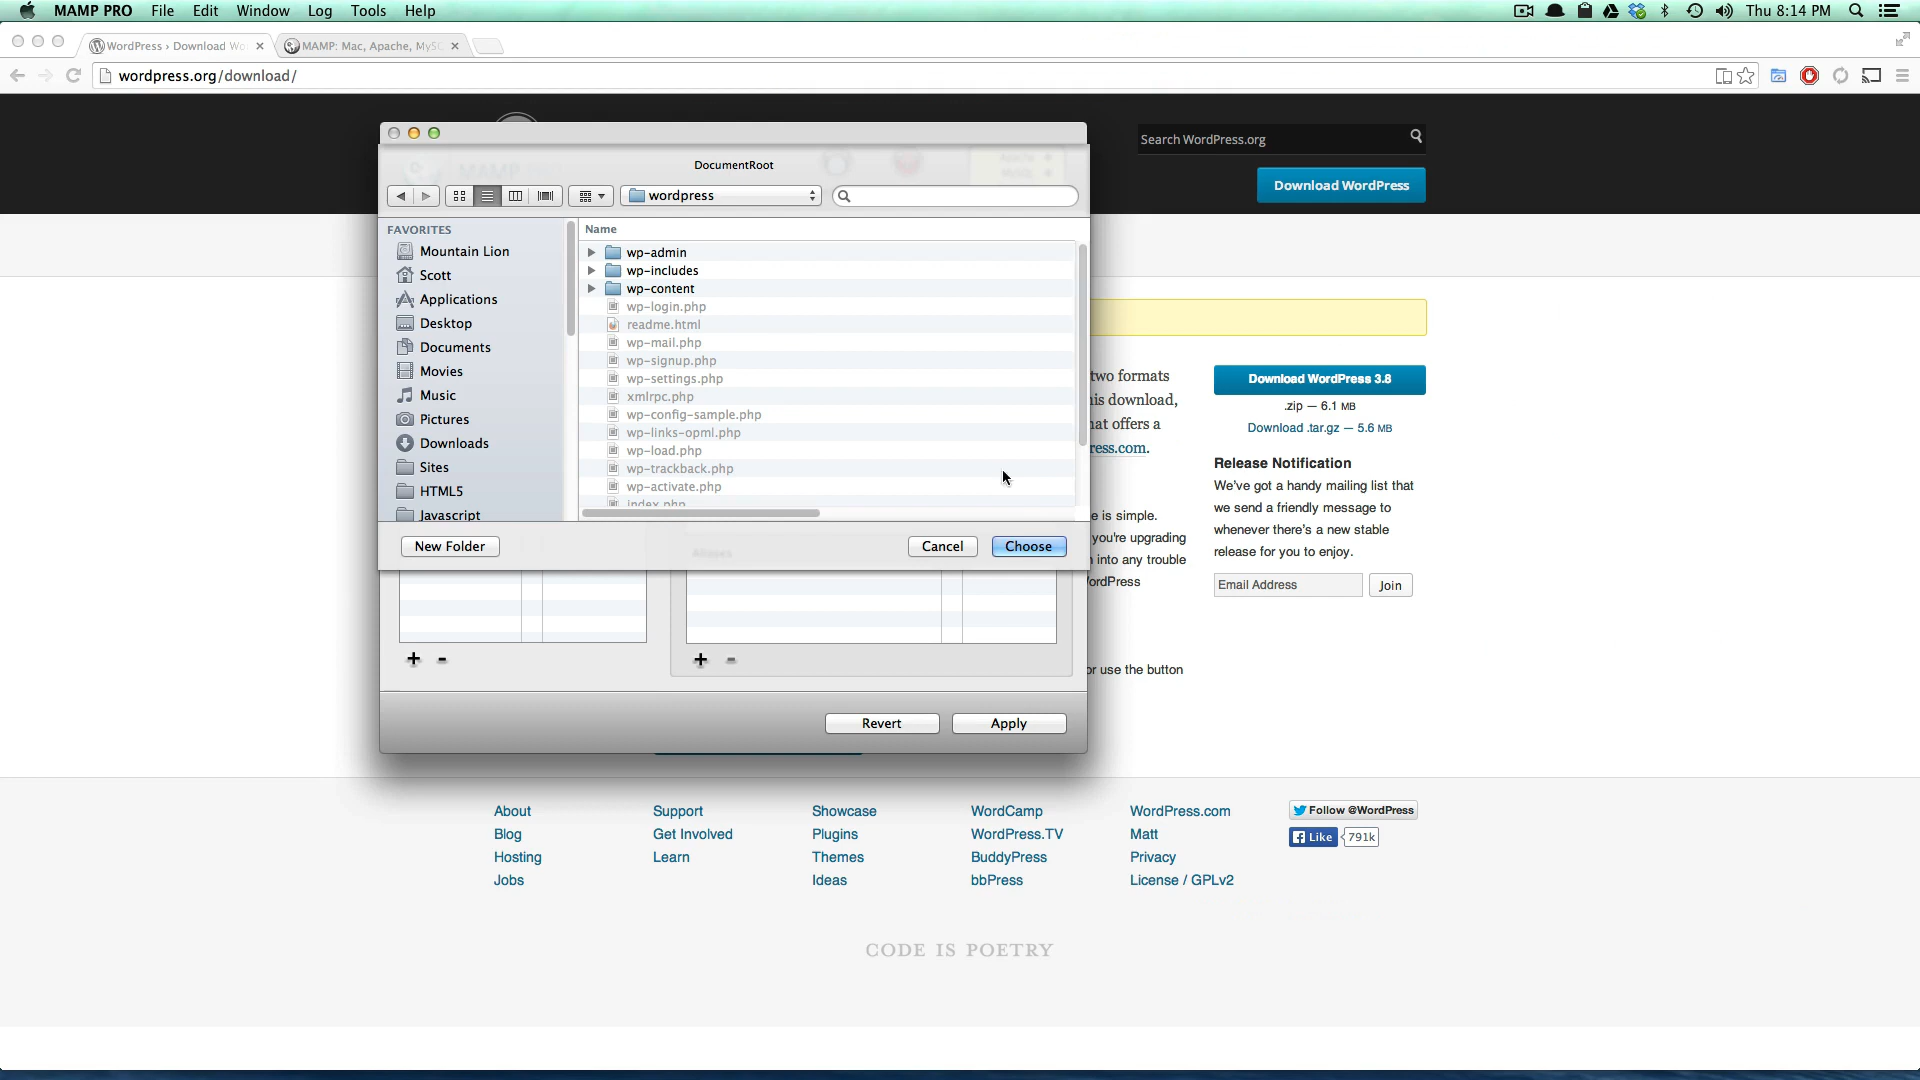 MAMP PRO File Edit Window Log Tools Help
Thu 8:14 PM
WordPress › Download Wo
MAMP: Mac, Apache, MySQ
wordpress.org/download/
Search WordPress.org
Download WordPress
DocumentRoot
wordpress
FAVORITES
Mountain Lion
Scott
Applications
Desktop
Documents
Movies
Music
Pictures
Downloads
Sites
HTML5
Javascript
Name
wp-admin
wp-includes
wp-content
wp-login.php
readme.html
wp-mail.php
wp-signup.php
wp-settings.php
xmlrpc.php
wp-config-sample.php
wp-links-opml.php
wp-load.php
wp-trackback.php
wp-activate.php
index.php
New Folder
Cancel
Choose
Aliases
+ -
+ -
Revert
Apply
two formats
is download,
at offers a
ress.com.
e is simple.
you're upgrading
into any trouble
ordPress
or use the button
Download WordPress 3.8
.zip — 6.1 MB
Download .tar.gz — 5.6 MB
Release Notification
We've got a handy mailing list that
we send a friendly message to
whenever there's a new stable
release for you to enjoy.
Email Address
Join
About
Blog
Hosting
Jobs
Support
Get Involved
Learn
Showcase
Plugins
Themes
Ideas
WordCamp
WordPress.TV
BuddyPress
bbPress
WordPress.com
Matt
Privacy
License / GPLv2
Follow @WordPress
Like 791k
CODE IS POETRY